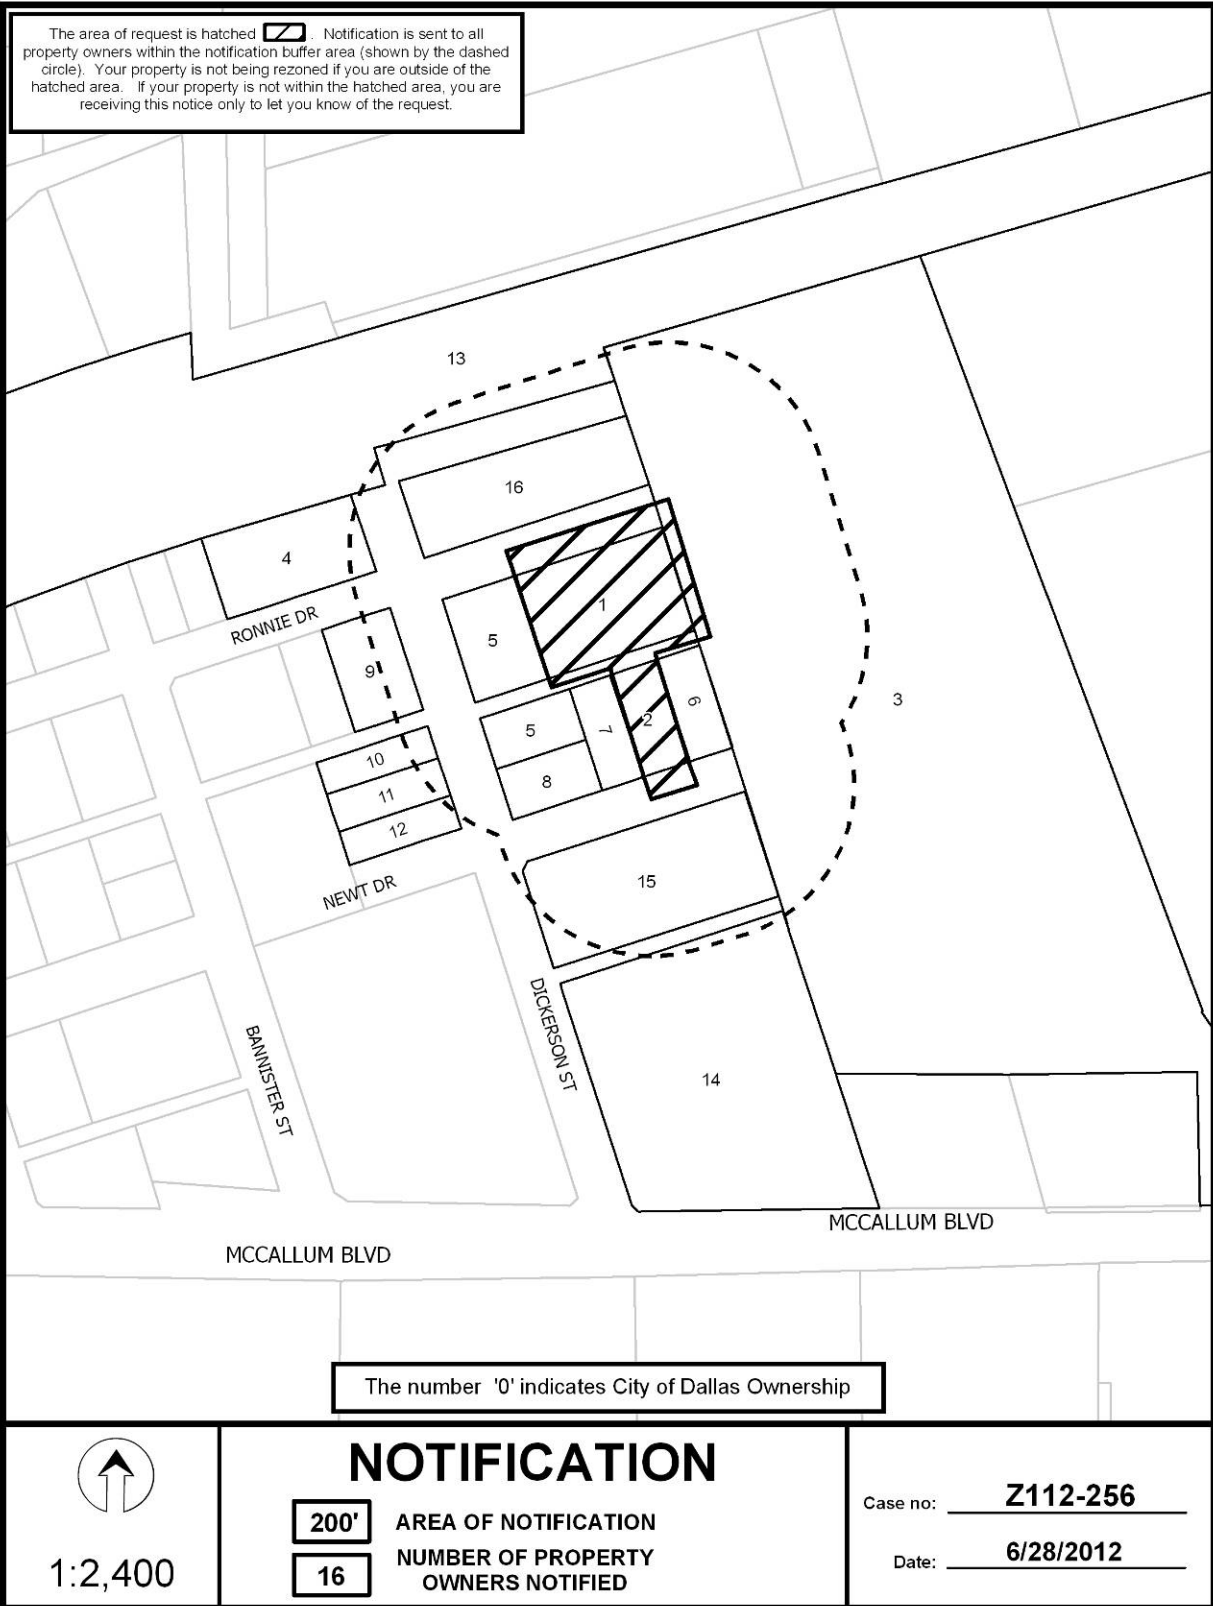 The area of request is hatched . Notification is sent to all
property owners within the notification buffer area (shown by the dashed
circle). Your property is not being rezoned if you are outside of the
hatched area. If your property is not within the hatched area, you are
receiving this notice only to let you know of the request.
13
16
4
1
RONNIE DR
5
9
3
6
2
7
5
10
8
11
12
15
NEWT DR
DICKERSON ST
BANNISTER ST
14
MCCALLUM BLVD
MCCALLUM BLVD
The number '0' indicates City of Dallas Ownership
NOTIFICATION
200' AREA OF NOTIFICATION
16 NUMBER OF PROPERTY
OWNERS NOTIFIED
1:2,400
Case no: Z112-256
Date: 6/28/2012